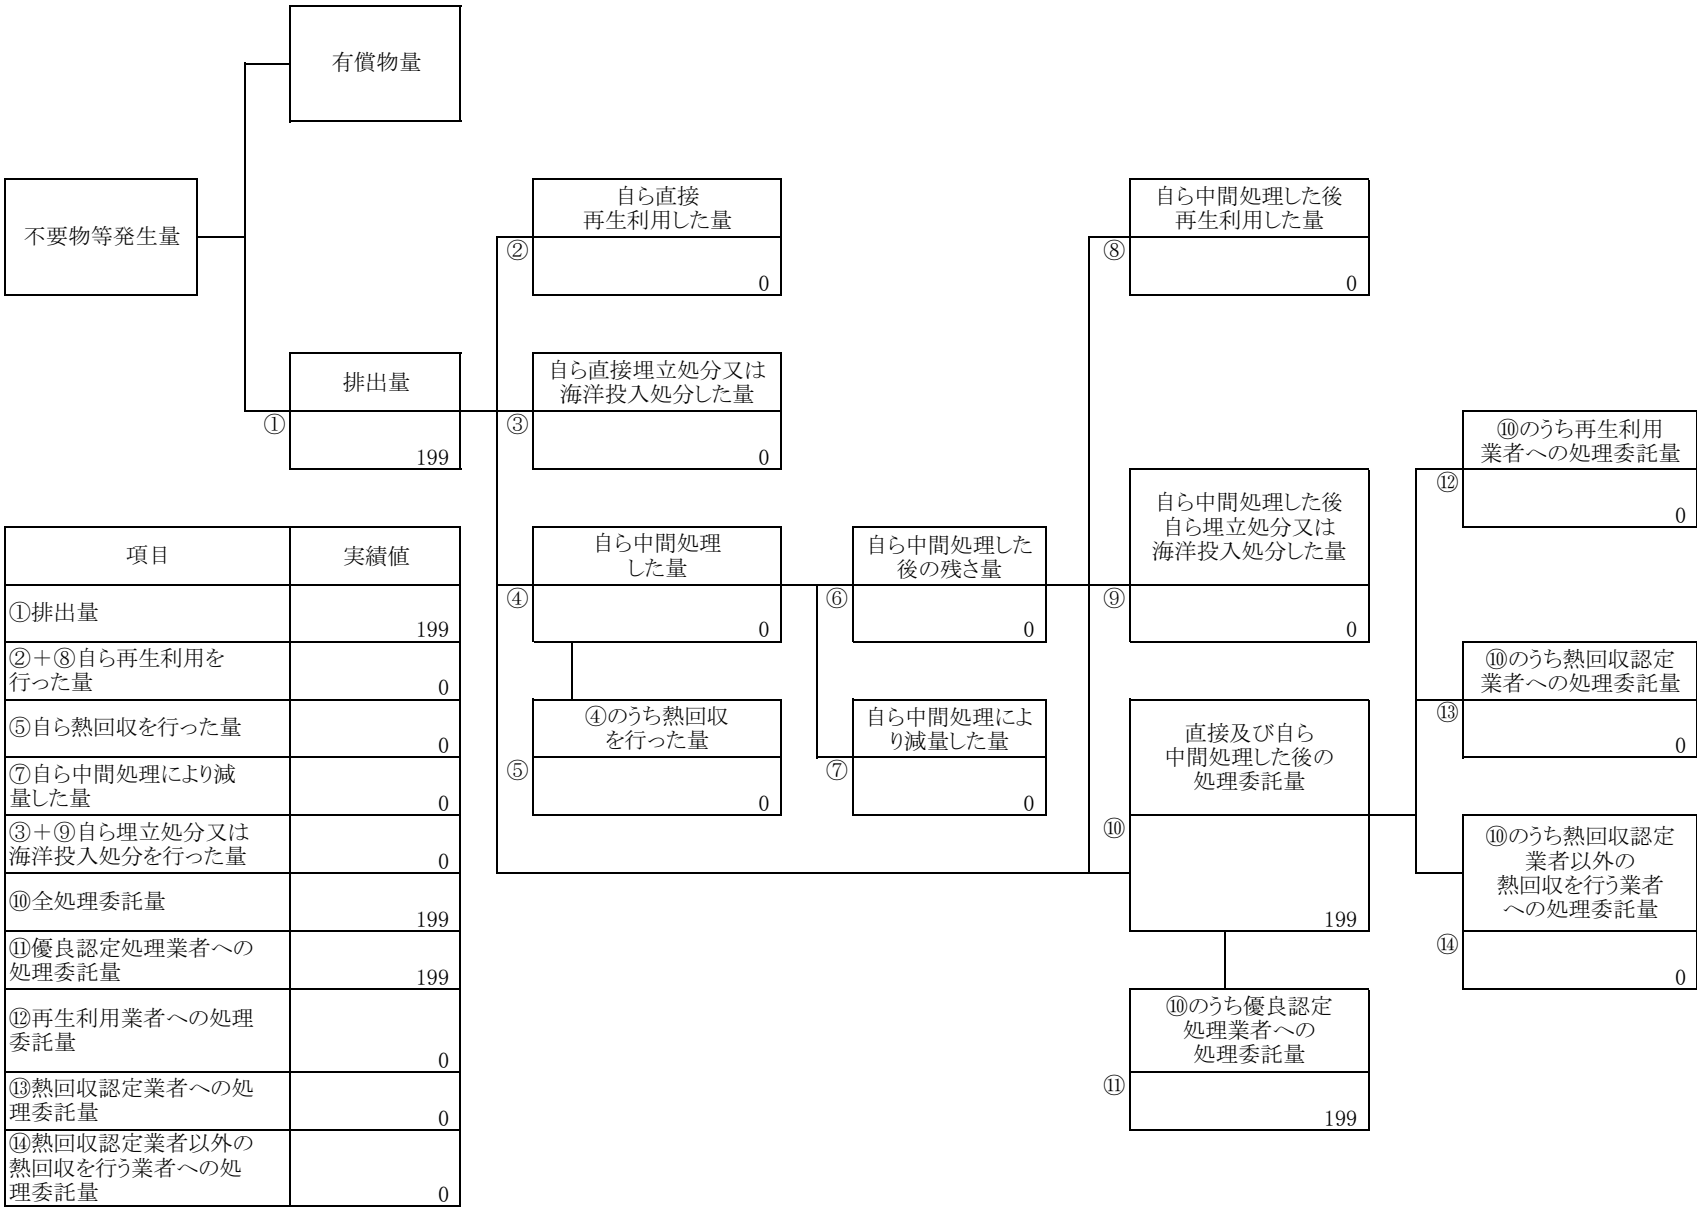 有償物量
不要物等発生量
自ら直接
再生利用した量
②
0
自ら中間処理した後
再生利用した量
⑧
0
排出量
①
199
自ら直接埋立処分又は
海洋投入処分した量
③
0
⑩のうち再生利用
業者への処理委託量
⑫
0
自ら中間処理した後
自ら埋立処分又は
海洋投入処分した量
⑨
0
自ら中間処理
した量
④
0
自ら中間処理した
後の残さ量
⑥
0
⑩のうち熱回収認定
業者への処理委託量
⑬
0
④のうち熱回収
を行った量
⑤
0
自ら中間処理によ
り減量した量
⑦
0
直接及び自ら
中間処理した後の
処理委託量
⑩
199
⑩のうち熱回収認定
業者以外の
熱回収を行う業者
への処理委託量
⑭
0
⑩のうち優良認定
処理業者への
処理委託量
⑪
199
項目 実績値
①排出量
199
②＋⑧自ら再生利用を
行った量
0
⑤自ら熱回収を行った量
0
⑦自ら中間処理により減
量した量
0
③＋⑨自ら埋立処分又は
海洋投入処分を行った量
0
⑩全処理委託量
199
⑪優良認定処理業者への
処理委託量
199
⑫再生利用業者への処理
委託量
0
⑬熱回収認定業者への処
理委託量
0
⑭熱回収認定業者以外の
熱回収を行う業者への処
理委託量
0